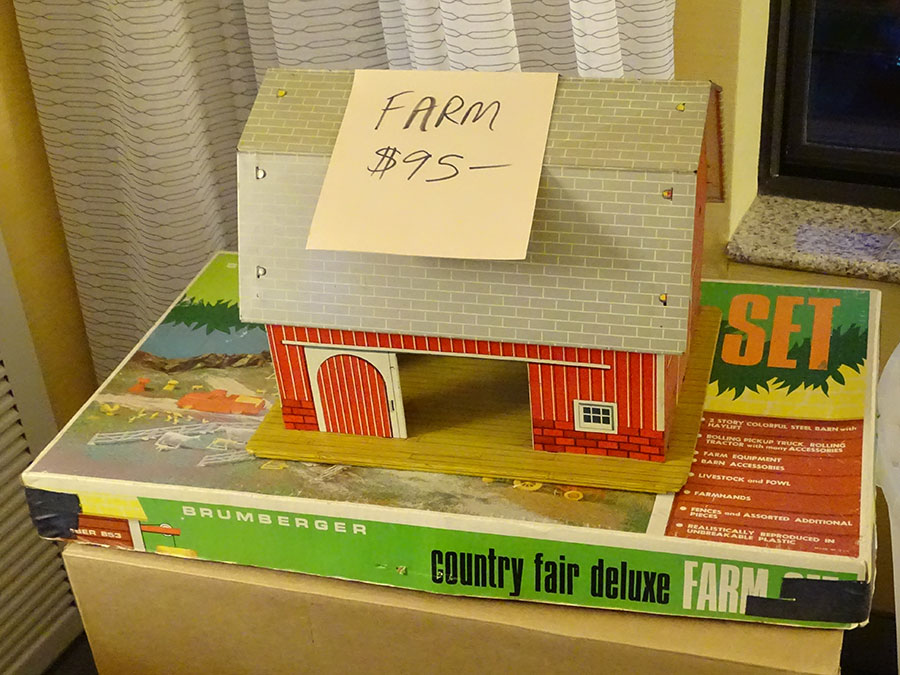 FARM
$95—
SET
2 STORY COLORFUL STEEL BARN with
HAYLIFT
ROLLING PICKUP TRUCK, ROLLING
TRACTOR with many ACCESSORIES
FARM EQUIPMENT
BARN ACCESSORIES
LIVESTOCK and FOWL
FARMHANDS
FENCES and ASSORTED ADDITIONAL
PIECES
REALISTICALLY REPRODUCED IN
UNBREAKABLE PLASTIC
BRUMBERGER
853
country fair deluxe FARM